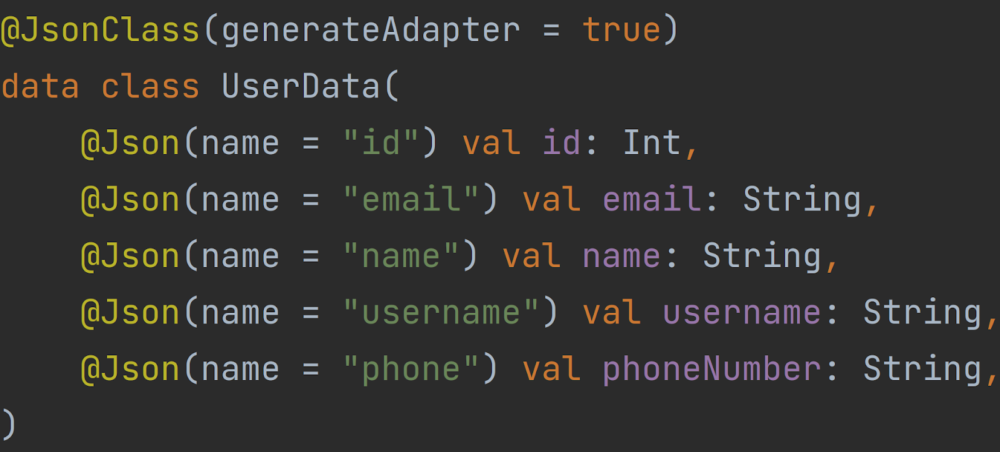 @JsonClass(generateAdapter = true)
data class UserData(
    @Json(name = "id") val id: Int,
    @Json(name = "email") val email: String,
    @Json(name = "name") val name: String,
    @Json(name = "username") val username: String,
    @Json(name = "phone") val phoneNumber: String,
)